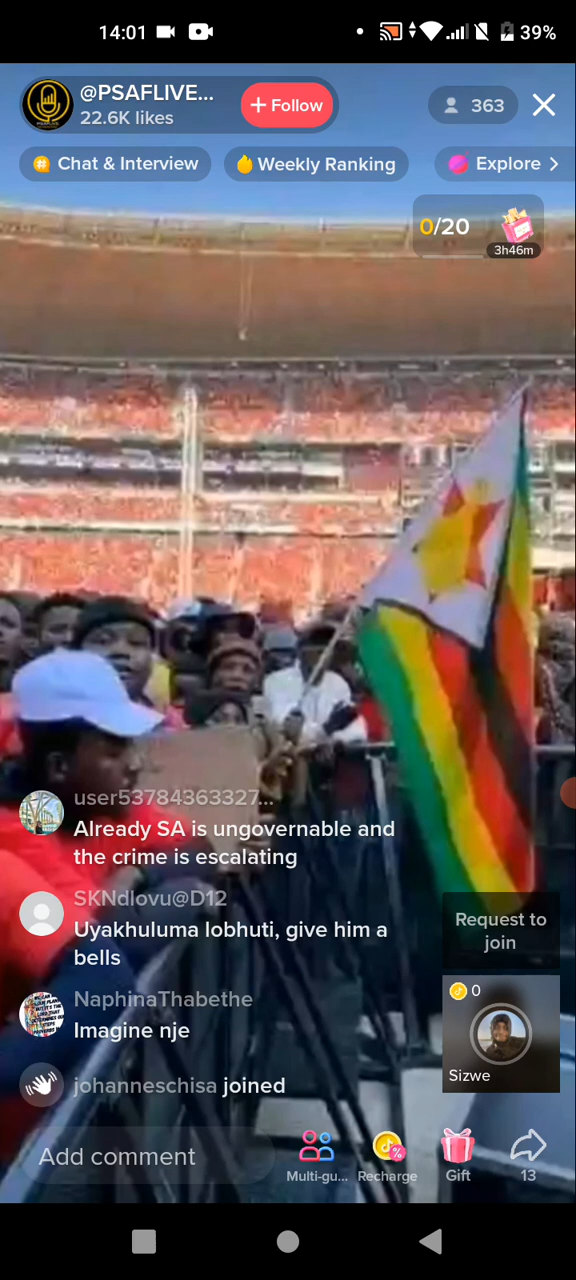 14:01
39%
@PSAFLIVE...
22.6K likes
+ Follow
363
Chat & Interview
Weekly Ranking
Explore >
0/20
3h46m
user53784363327...
Already SA is ungovernable and
the crime is escalating
SKNdlovu@D12
Uyakhuluma lobhuti, give him a
bells
NaphinaThabethe
Imagine nje
johanneschisa joined
Request to
join
0
Sizwe
Add comment
Multi-gu...
Recharge
Gift
13